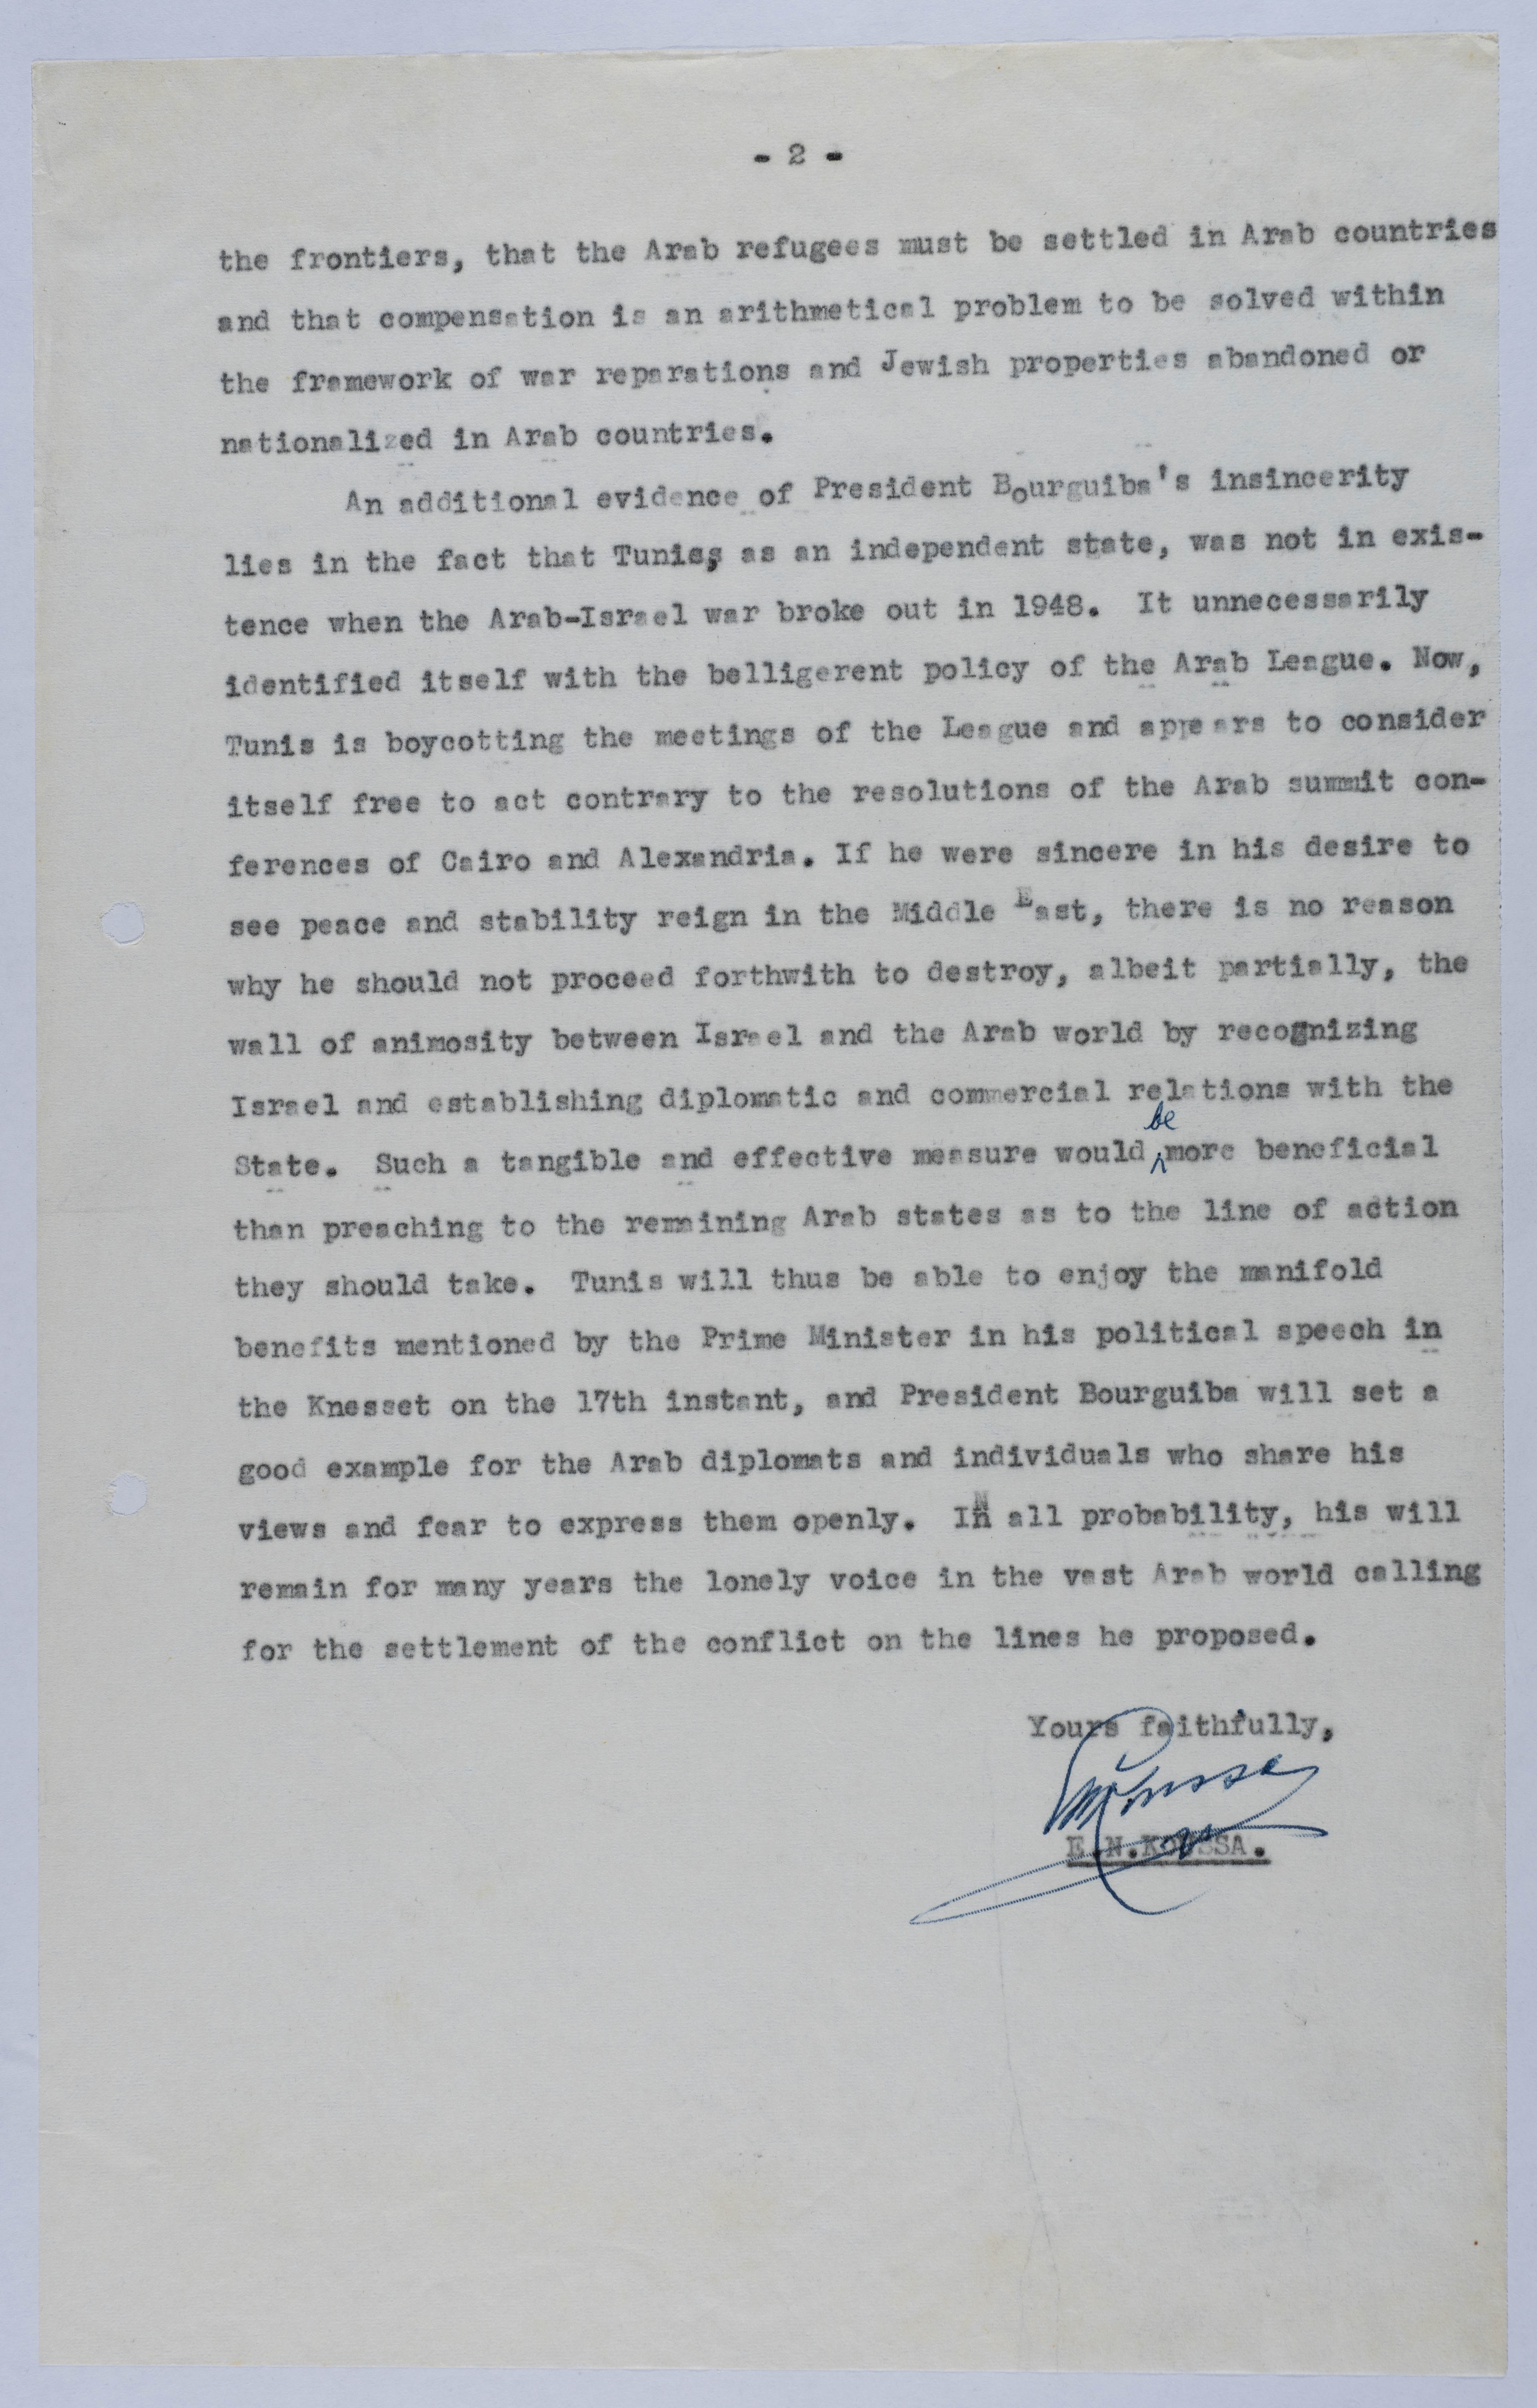 - 2 -
the frontiers, that the Arab refugees must be settled in Arab countries
and that compensation is an arithmetical problem to be solved within
the framework of war reparations and Jewish properties abandoned or
nationalized in Arab countries.
An additional evidence of President Bourguiba's insincerity
lies in the fact that Tunis, as an independent state, was not in exis-
tence when the Arab-Israel war broke out in 1948. It unnecessarily
identified itself with the belligerent policy of the Arab League. Now,
Tunis is boycotting the meetings of the League and appears to consider
itself free to act contrary to the resolutions of the Arab summit con-
ferences of Cairo and Alexandria. If he were sincere in his desire to
see peace and stability reign in the Middle East, there is no reason
why he should not proceed forthwith to destroy, albeit partially, the
wall of animosity between Israel and the Arab world by recognizing
Israel and establishing diplomatic and commercial relations with the
State. Such a tangible and effective measure would be more beneficial
than preaching to the remaining Arab states as to the line of action
they should take. Tunis will thus be able to enjoy the manifold
benefits mentioned by the Prime Minister in his political speech in
the Knesset on the 17th instant, and President Bourguiba will set a
good example for the Arab diplomats and individuals who share his
views and fear to express them openly. In all probability, his will
remain for many years the lonely voice in the vast Arab world calling
for the settlement of the conflict on the lines he proposed.
Yours faithfully,
E.N.KOUSSA.